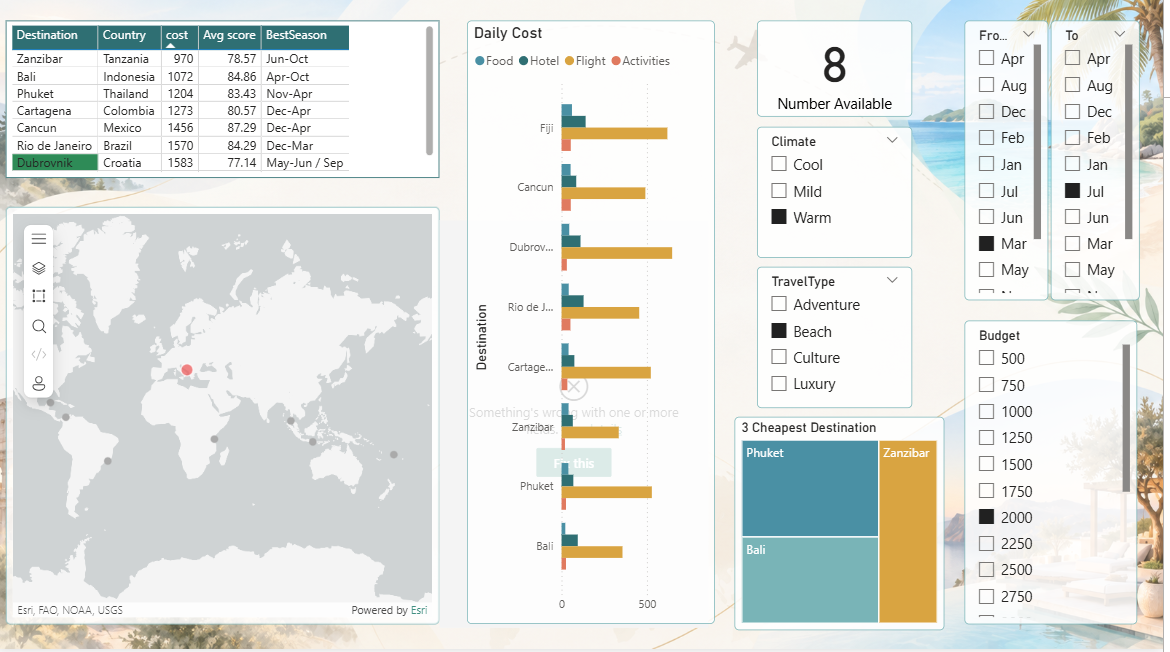 Destination Country cost Avg score BestSeason
Zanzibar Tanzania 970 78.57 Jun-Oct
Bali Indonesia 1072 84.86 Apr-Oct
Phuket Thailand 1204 83.43 Nov-Apr
Cartagena Colombia 1273 80.57 Dec-Apr
Cancun Mexico 1456 87.29 Dec-Apr
Rio de Janeiro Brazil 1570 84.29 Dec-Mar
Dubrovnik Croatia 1583 77.14 May-Jun / Sep
Esri, FAO, NOAA, USGS
Powered by Esri
Daily Cost
Food Hotel Flight Activities
Destination
Fiji
Cancun
Dubrov...
Rio de J...
Cartage...
Something's wrong with one or more
Zanzibar
Fix this
Phuket
Bali
0 500
8
Number Available
Climate
Cool
Mild
Warm
TravelType
Adventure
Beach
Culture
Luxury
3 Cheapest Destination
Phuket
Zanzibar
Bali
Fro...
Apr
Aug
Dec
Feb
Jan
Jul
Jun
Mar
May
To
Apr
Aug
Dec
Feb
Jan
Jul
Jun
Mar
May
Budget
500
750
1000
1250
1500
1750
2000
2250
2500
2750